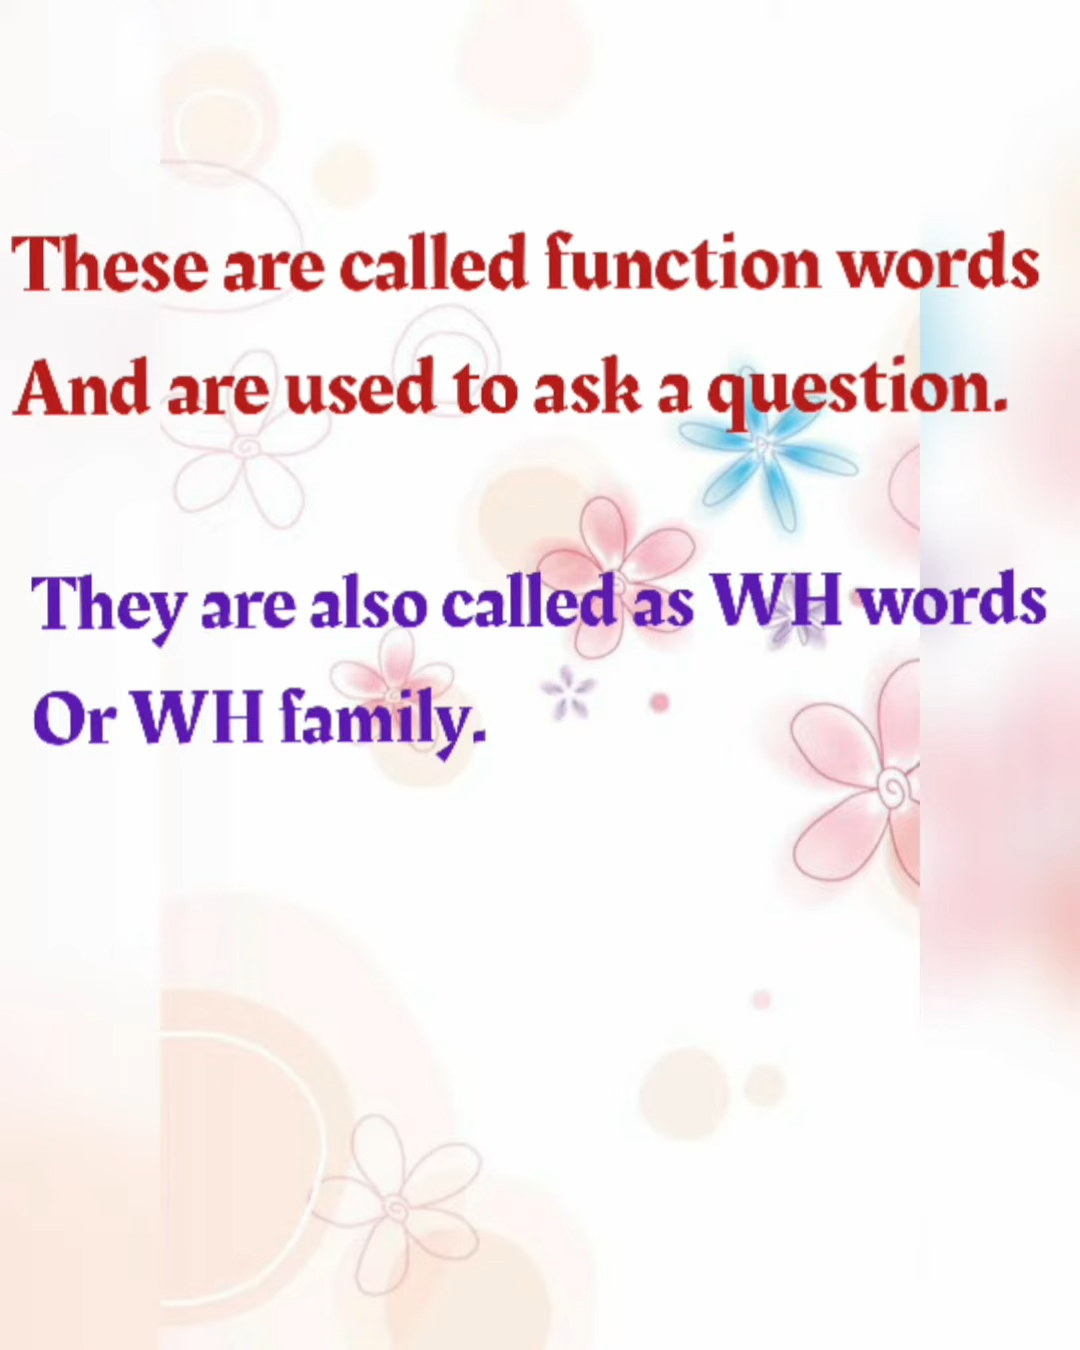 These are called function words
And are used to ask a question.
They are also called as WH words
Or WH family.